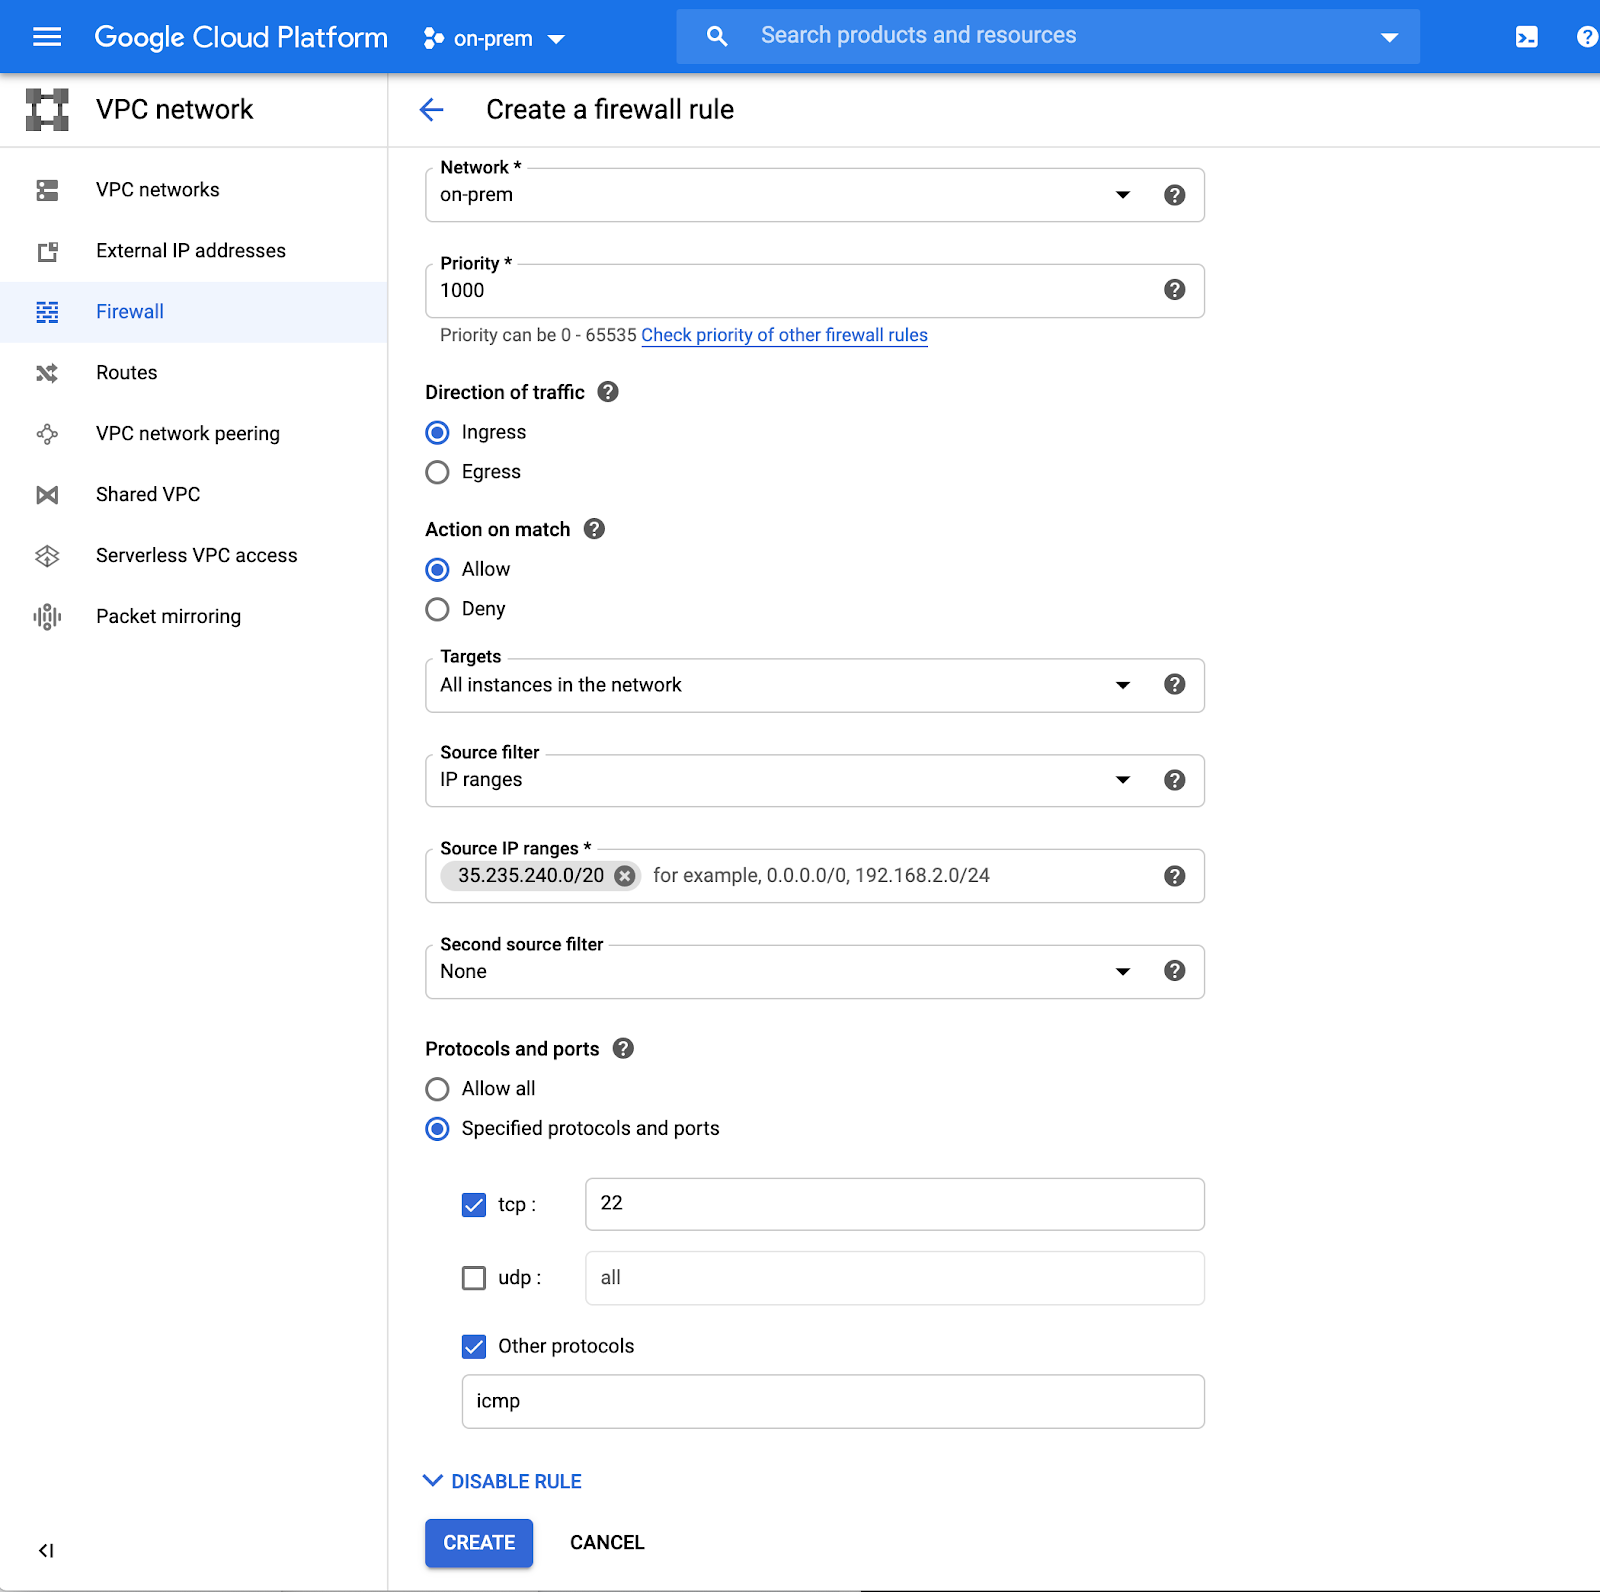 Google Cloud Platform
on-prem
Search products and resources
VPC network
Create a firewall rule
VPC networks
External IP addresses
Firewall
Routes
VPC network peering
Shared VPC
Serverless VPC access
Packet mirroring
Network *
on-prem
Priority *
1000
Priority can be 0 - 65535 Check priority of other firewall rules
Direction of traffic
Ingress
Egress
Action on match
Allow
Deny
Targets
All instances in the network
Source filter
IP ranges
Source IP ranges *
35.235.240.0/20 for example, 0.0.0.0/0, 192.168.2.0/24
Second source filter
None
Protocols and ports
Allow all
Specified protocols and ports
tcp : 22
udp : all
Other protocols
icmp
DISABLE RULE
CREATE CANCEL